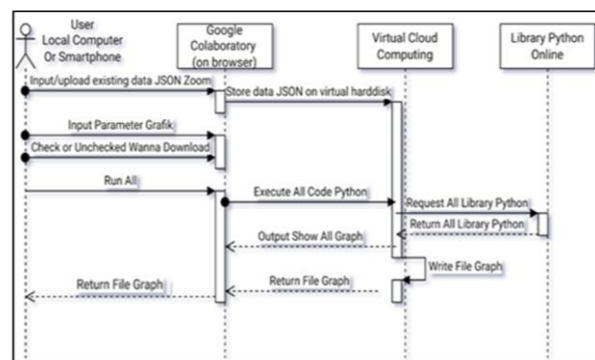 User
Local Computer
Or Smartphone
Google
Colaboratory
(on browser)
Virtual Cloud
Computing
Library Python
Online
Input/upload existing data JSON Zoom
Store data JSON on virtual harddisk
Input Parameter Grafik
Check or Unchecked Wanna Download
Run All
Execute All Code Python
Request All Library Python
Return All Library Python
Output Show All Graph
Write File Graph
Return File Graph
Return File Graph